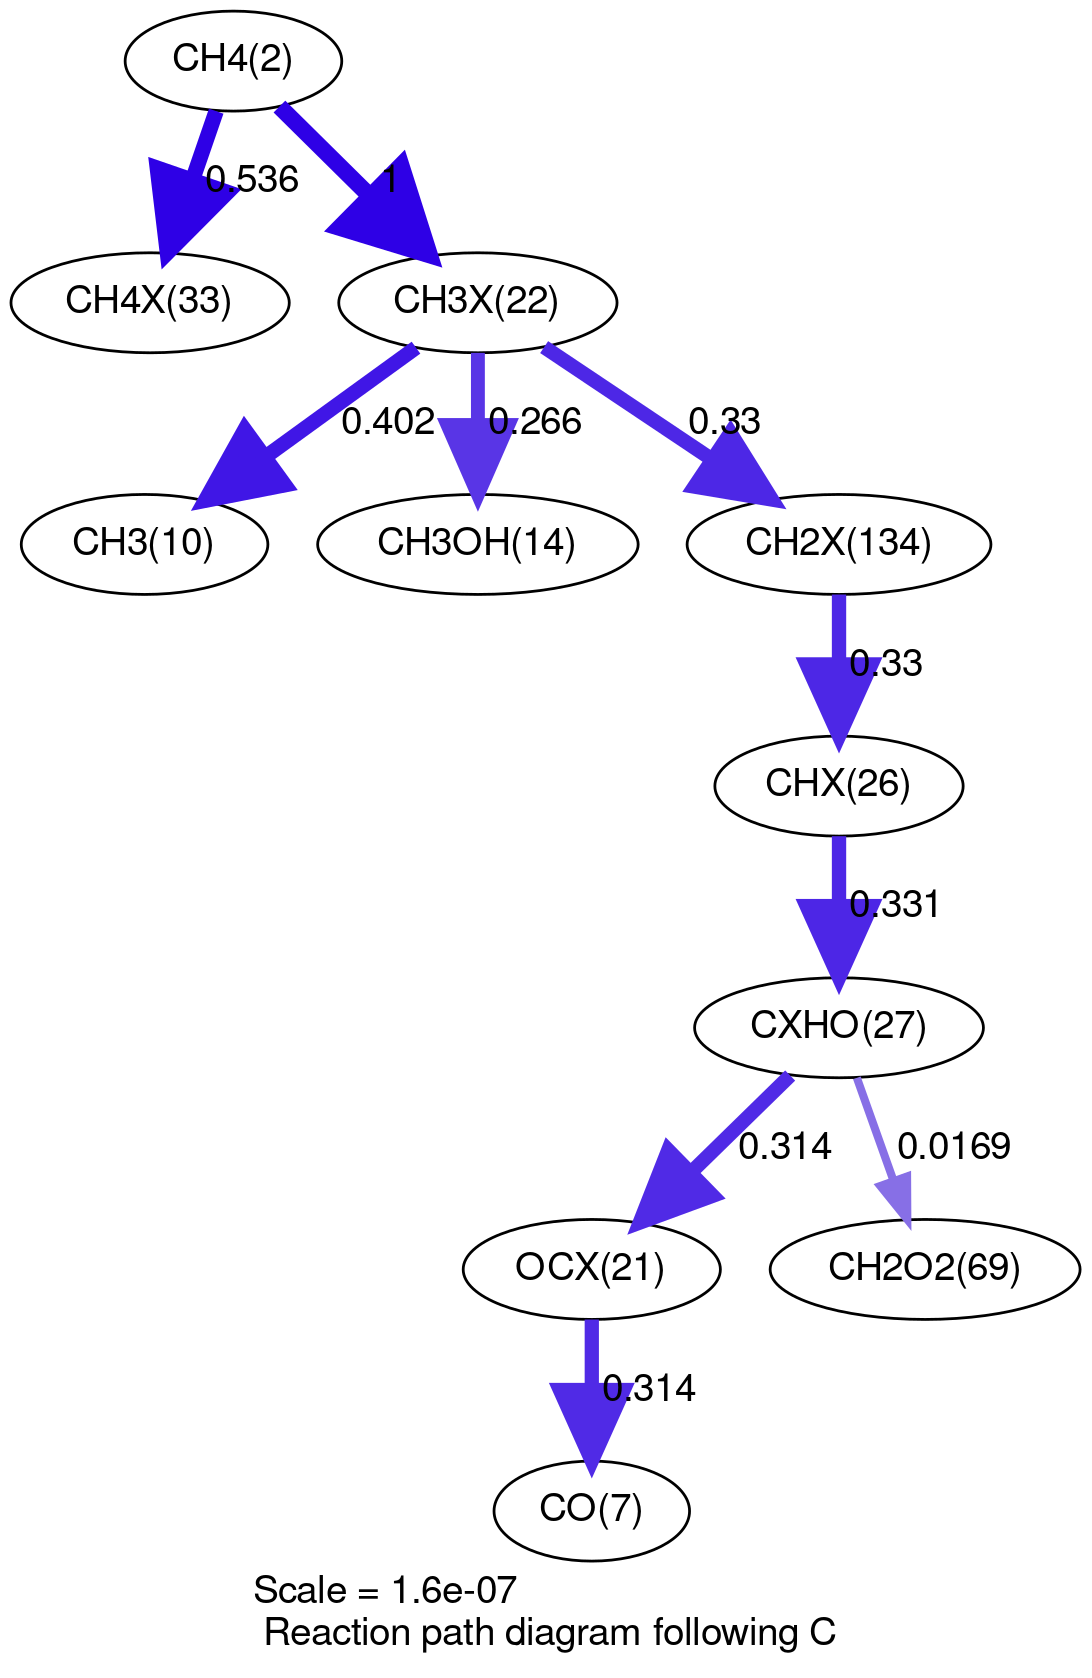 CH4(2)
0.536
1
CH4X(33)
CH3X(22)
0.402
0.266
0.33
CH3(10)
CH3OH(14)
CH2X(134)
0.33
CHX(26)
0.331
CXHO(27)
0.314
0.0169
OCX(21)
CH2O2(69)
0.314
CO(7)
Scale = 1.6e-07
Reaction path diagram following C